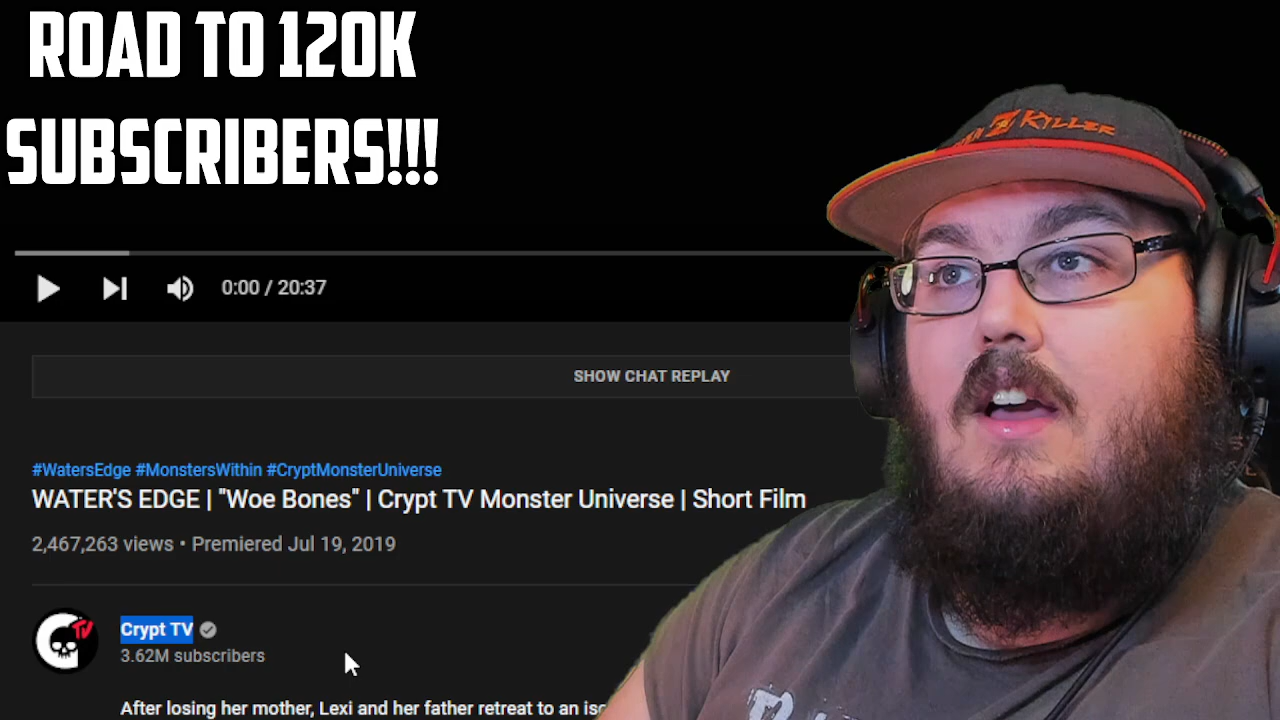 ROAD TO 120K
SUBSCRIBERS!!!
Z KILLER
0:00 / 20:37
SHOW CHAT REPLAY
#WatersEdge #MonstersWithin #CryptMonsterUniverse
WATER'S EDGE | "Woe Bones" | Crypt TV Monster Universe | Short Film
2,467,263 views • Premiered Jul 19, 2019
TV
Crypt TV
3.62M subscribers
After losing her mother, Lexi and her father retreat to an